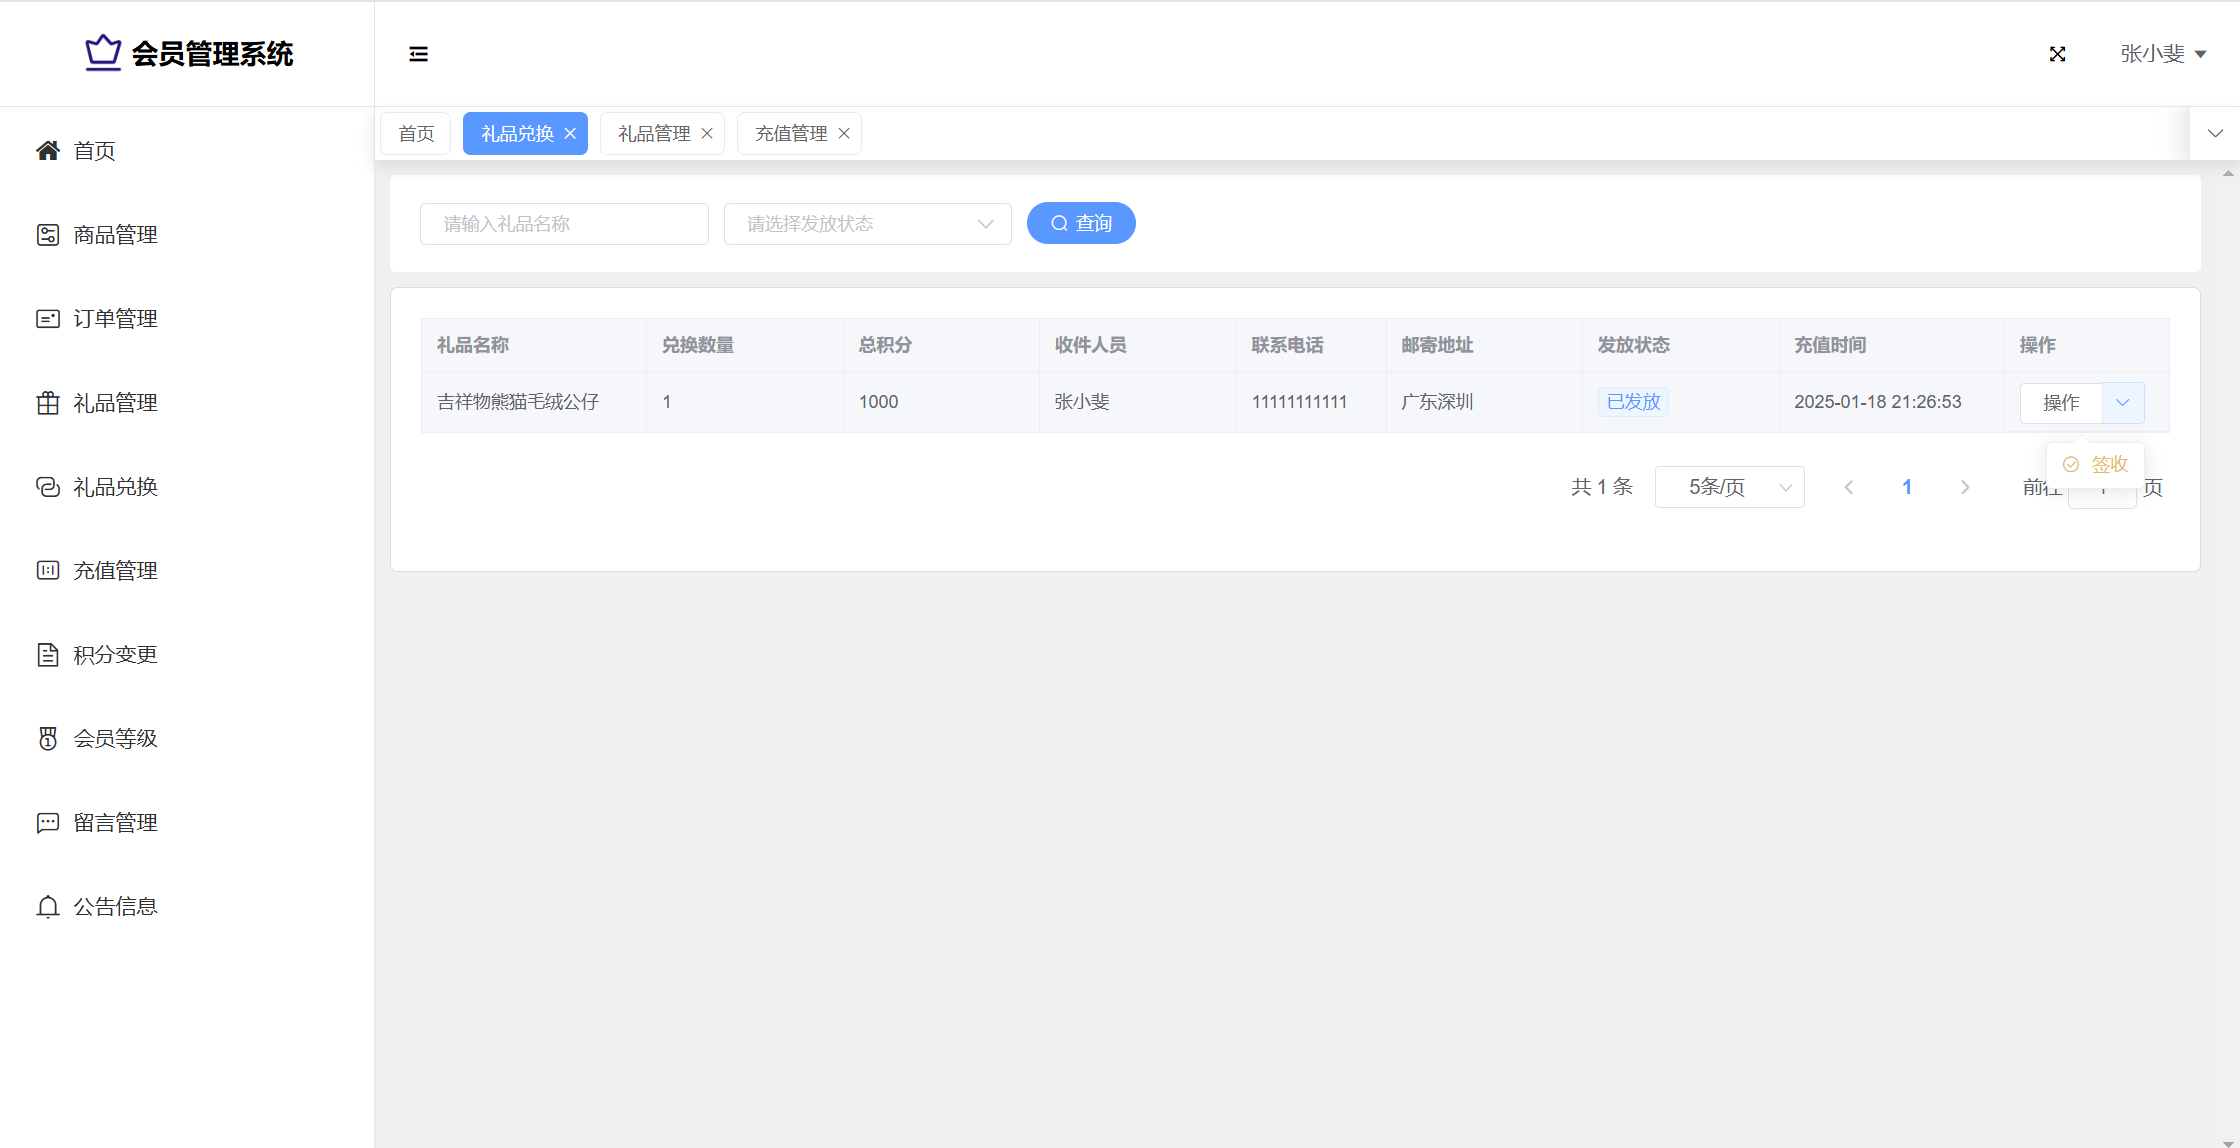 会员管理系统
张小斐
首页
商品管理
订单管理
礼品管理
礼品兑换
充值管理
积分变更
会员等级
留言管理
公告信息
首页 礼品兑换 礼品管理 充值管理
请输入礼品名称 请选择发放状态 查询
礼品名称 兑换数量 总积分 收件人员 联系电话 邮寄地址 发放状态 充值时间 操作
吉祥物熊猫毛绒公仔 1 1000 张小斐 11111111111 广东深圳 已发放 2025-01-18 21:26:53 操作
签收
共 1 条 5条/页 1 前往 页